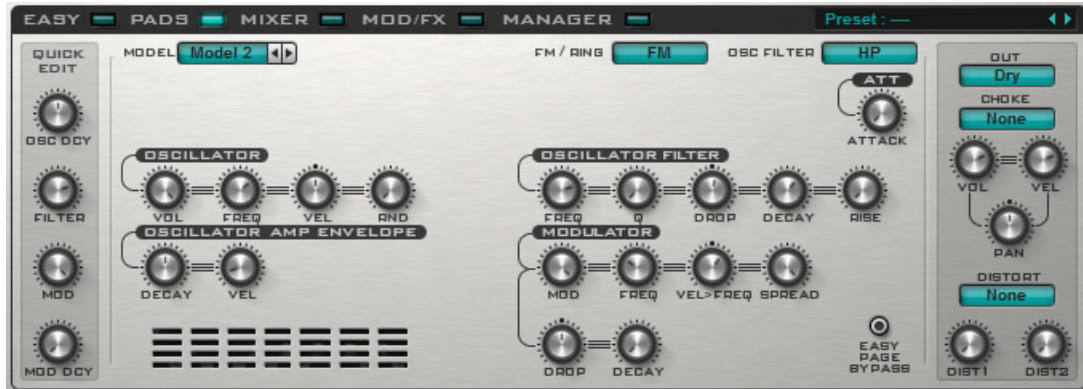 EASY PADS MIXER MOD/FX MANAGER Preset : ----
QUICK
EDIT
OSC DCY
FILTER
MOD
MOD DCY
MODEL Model 2
FM / RING FM OSC FILTER HP
ATT
ATTACK
OSCILLATOR
VOL FREQ VEL RND
OSCILLATOR AMP ENVELOPE
DECAY VEL
OSCILLATOR FILTER
FREQ Q DROP DECAY RISE
MODULATOR
MOD FREQ VEL>FREQ SPREAD
DROP DECAY
EASY
PAGE
BYPASS
OUT
Dry
CHOKE
None
VOL VEL
PAN
DISTORT
None
DIST1 DIST2